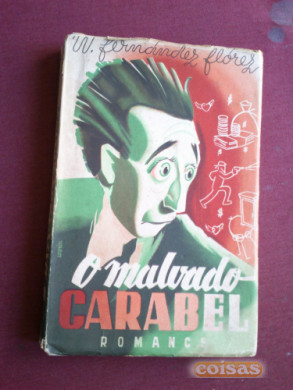 W. Fernández Flórez
O malvado
CARABEL
ROMANCE
coisas